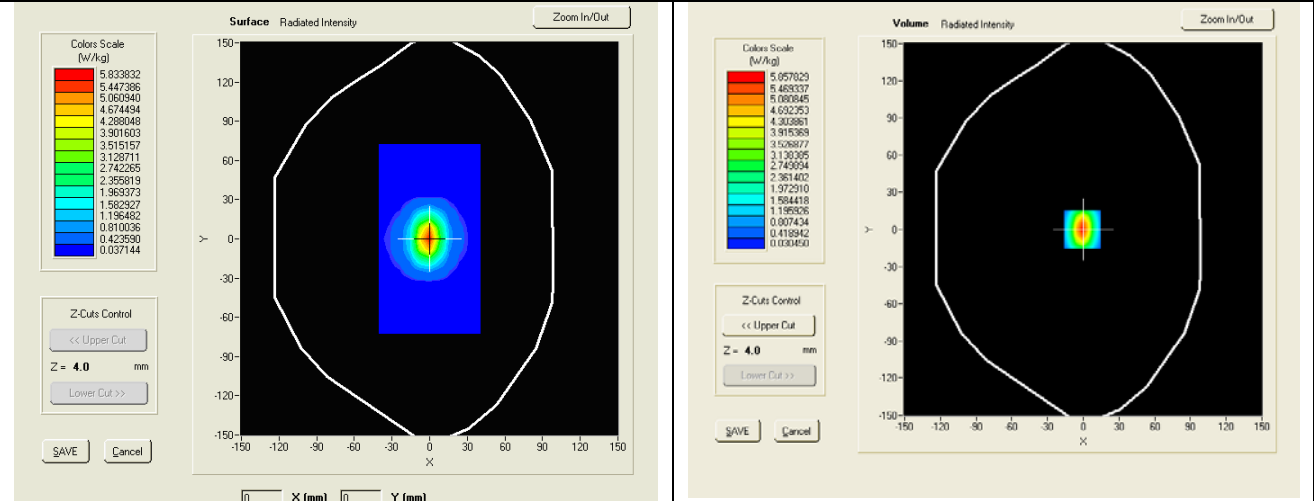 Surface Radiated Intensity
Zoom In/Out
Colors Scale
(W/kg)
5.833832
5.447386
5.060940
4.674494
4.288048
3.901603
3.515157
3.128711
2.742265
2.355819
1.969373
1.582927
1.196482
0.810036
0.423590
0.037144
150
120
90
60
30
0
-30
-60
-90
-120
-150
Y
-150 -120 -90 -60 -30 0 30 60 90 120 150
X
Z-Cuts Control
<< Upper Cut
Z = 4.0 mm
Lower Cut >>
SAVE Cancel
0 X (mm) 0 Y (mm)
Volume Radiated Intensity
Zoom In/Out
Colors Scale
(W/kg)
5.857829
5.469337
5.080845
4.692353
4.303861
3.915369
3.526877
3.138385
2.749894
2.361402
1.972910
1.584418
1.195926
0.807434
0.418942
0.030450
150
120
90
60
30
0
-30
-60
-90
-120
-150
Y
-150 -120 -90 -60 -30 0 30 60 90 120 150
X
Z-Cuts Control
<< Upper Cut
Z = 4.0 mm
Lower Cut >>
SAVE Cancel